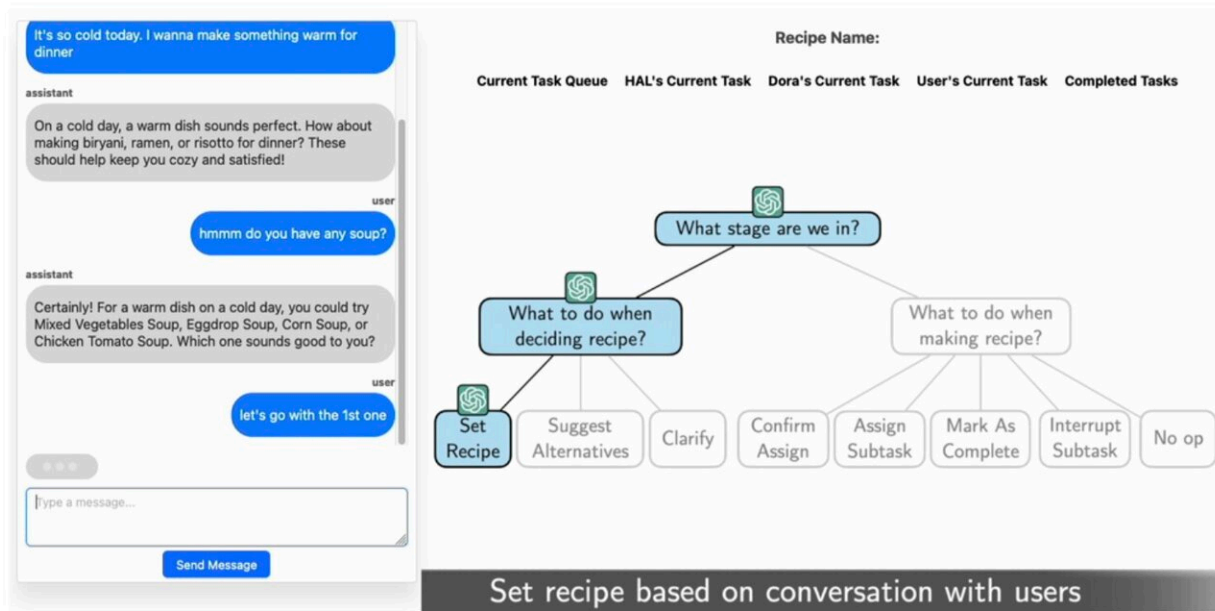 It's so cold today. I wanna make something warm for
dinner
assistant
On a cold day, a warm dish sounds perfect. How about
making biryani, ramen, or risotto for dinner? These
should help keep you cozy and satisfied!
user
hmmm do you have any soup?
assistant
Certainly! For a warm dish on a cold day, you could try
Mixed Vegetables Soup, Eggdrop Soup, Corn Soup, or
Chicken Tomato Soup. Which one sounds good to you?
user
let's go with the 1st one
Type a message...
Send Message
Recipe Name:
Current Task Queue HAL's Current Task Dora's Current Task User's Current Task Completed Tasks
What stage are we in?
What to do when
deciding recipe?
What to do when
making recipe?
Set
Recipe
Suggest
Alternatives
Clarify
Confirm
Assign
Assign
Subtask
Mark As
Complete
Interrupt
Subtask
No op
Set recipe based on conversation with users